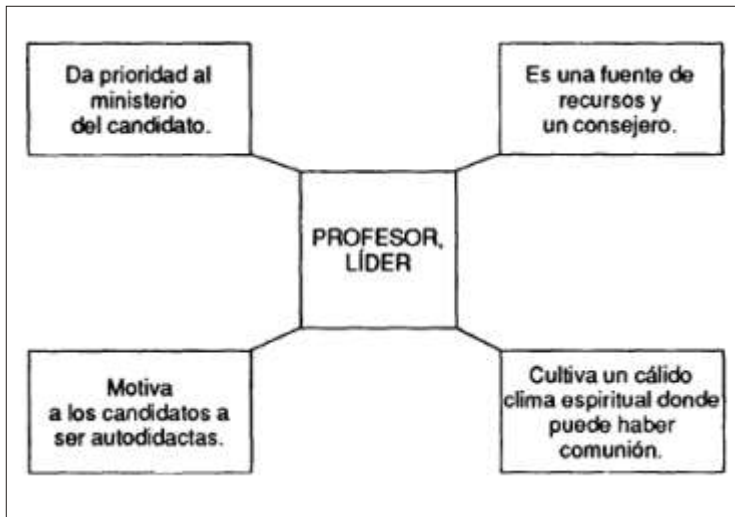 Da prioridad al
ministerio
del candidato.
Es una fuente de
recursos y
un consejero.
PROFESOR,
LÍDER
Motiva
a los candidatos a
ser autodidactas.
Cultiva un cálido
clima espiritual donde
puede haber
comunión.